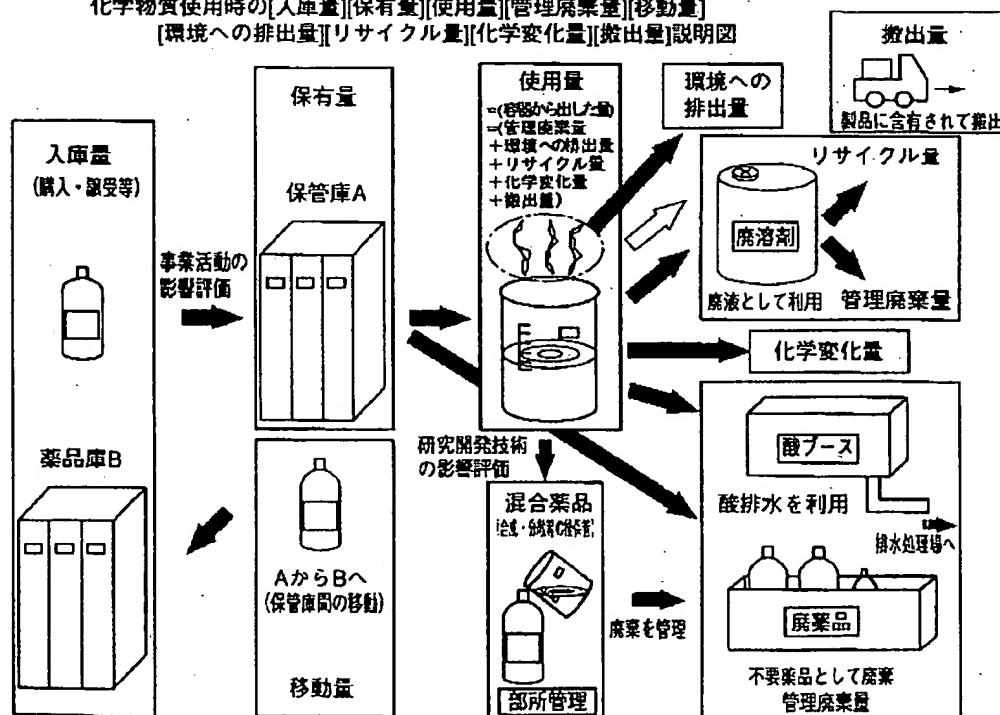 化学物質使用時の[入庫量][保有量][使用量][管理廃棄量][移動量]
[環境への排出量][リサイクル量][化学変化量][搬出量]説明図
入庫量
(購入・譲受等)
事業活動の
影響評価
薬品庫B
保有量
保管庫A
AからBへ
(保管庫間の移動)
移動量
使用量
=(容器から出した量)
=(管理廃棄量
+環境への排出量
+リサイクル量
+化学変化量
+搬出量)
研究開発技術
の影響評価
混合薬品
部所管理
廃棄を管理
環境への
排出量
搬出量
製品に含有されて搬出
リサイクル量
廃溶剤
廃液として利用
管理廃棄量
化学変化量
酸ブース
酸排水を利用
排水処理場へ
廃薬品
不要薬品として廃棄
管理廃棄量